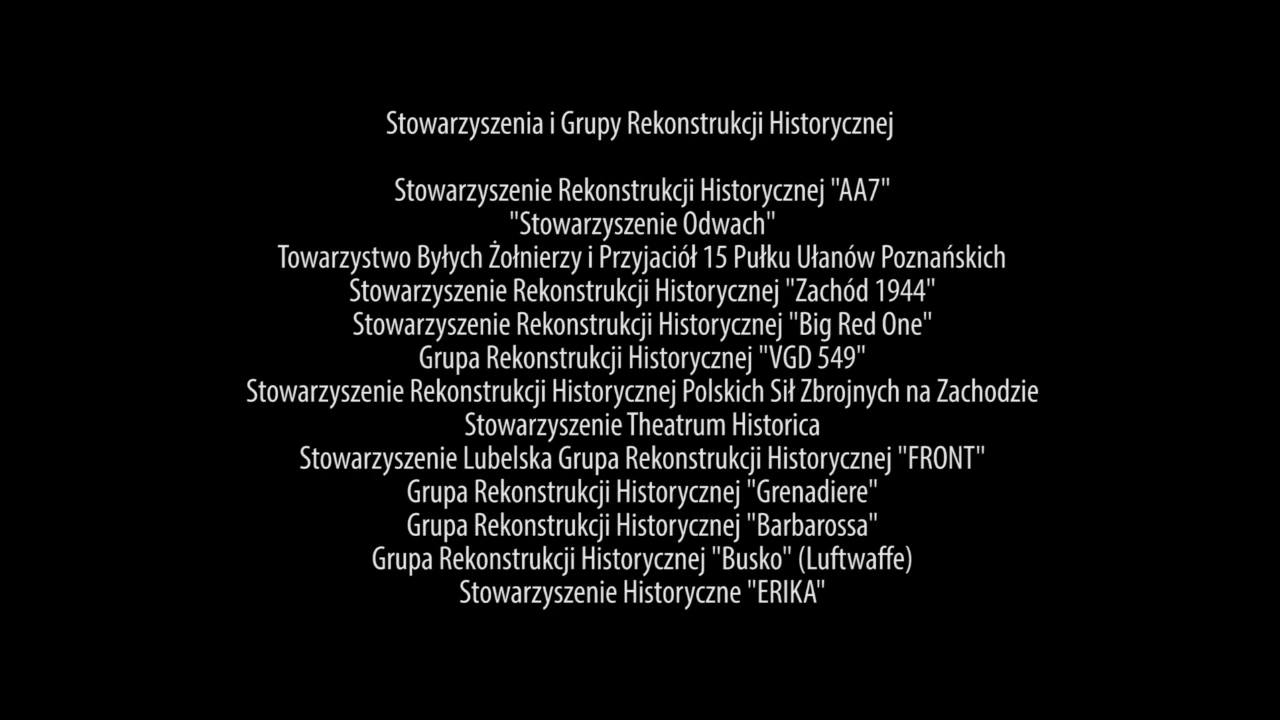 Stowarzyszenia i Grupy Rekonstrukcji Historycznej
Stowarzyszenie Rekonstrukcji Historycznej "AA7"
"Stowarzyszenie Odwach"
Towarzystwo Byłych Żołnierzy i Przyjaciół 15 Pułku Ułanów Poznańskich
Stowarzyszenie Rekonstrukcji Historycznej "Zachód 1944"
Stowarzyszenie Rekonstrukcji Historycznej "Big Red One"
Grupa Rekonstrukcji Historycznej "VGD 549"
Stowarzyszenie Rekonstrukcji Historycznej Polskich Sił Zbrojnych na Zachodzie
Stowarzyszenie Theatrum Historica
Stowarzyszenie Lubelska Grupa Rekonstrukcji Historycznej "FRONT"
Grupa Rekonstrukcji Historycznej "Grenadiere"
Grupa Rekonstrukcji Historycznej "Barbarossa"
Grupa Rekonstrukcji Historycznej "Busko" (Luftwaffe)
Stowarzyszenie Historyczne "ERIKA"